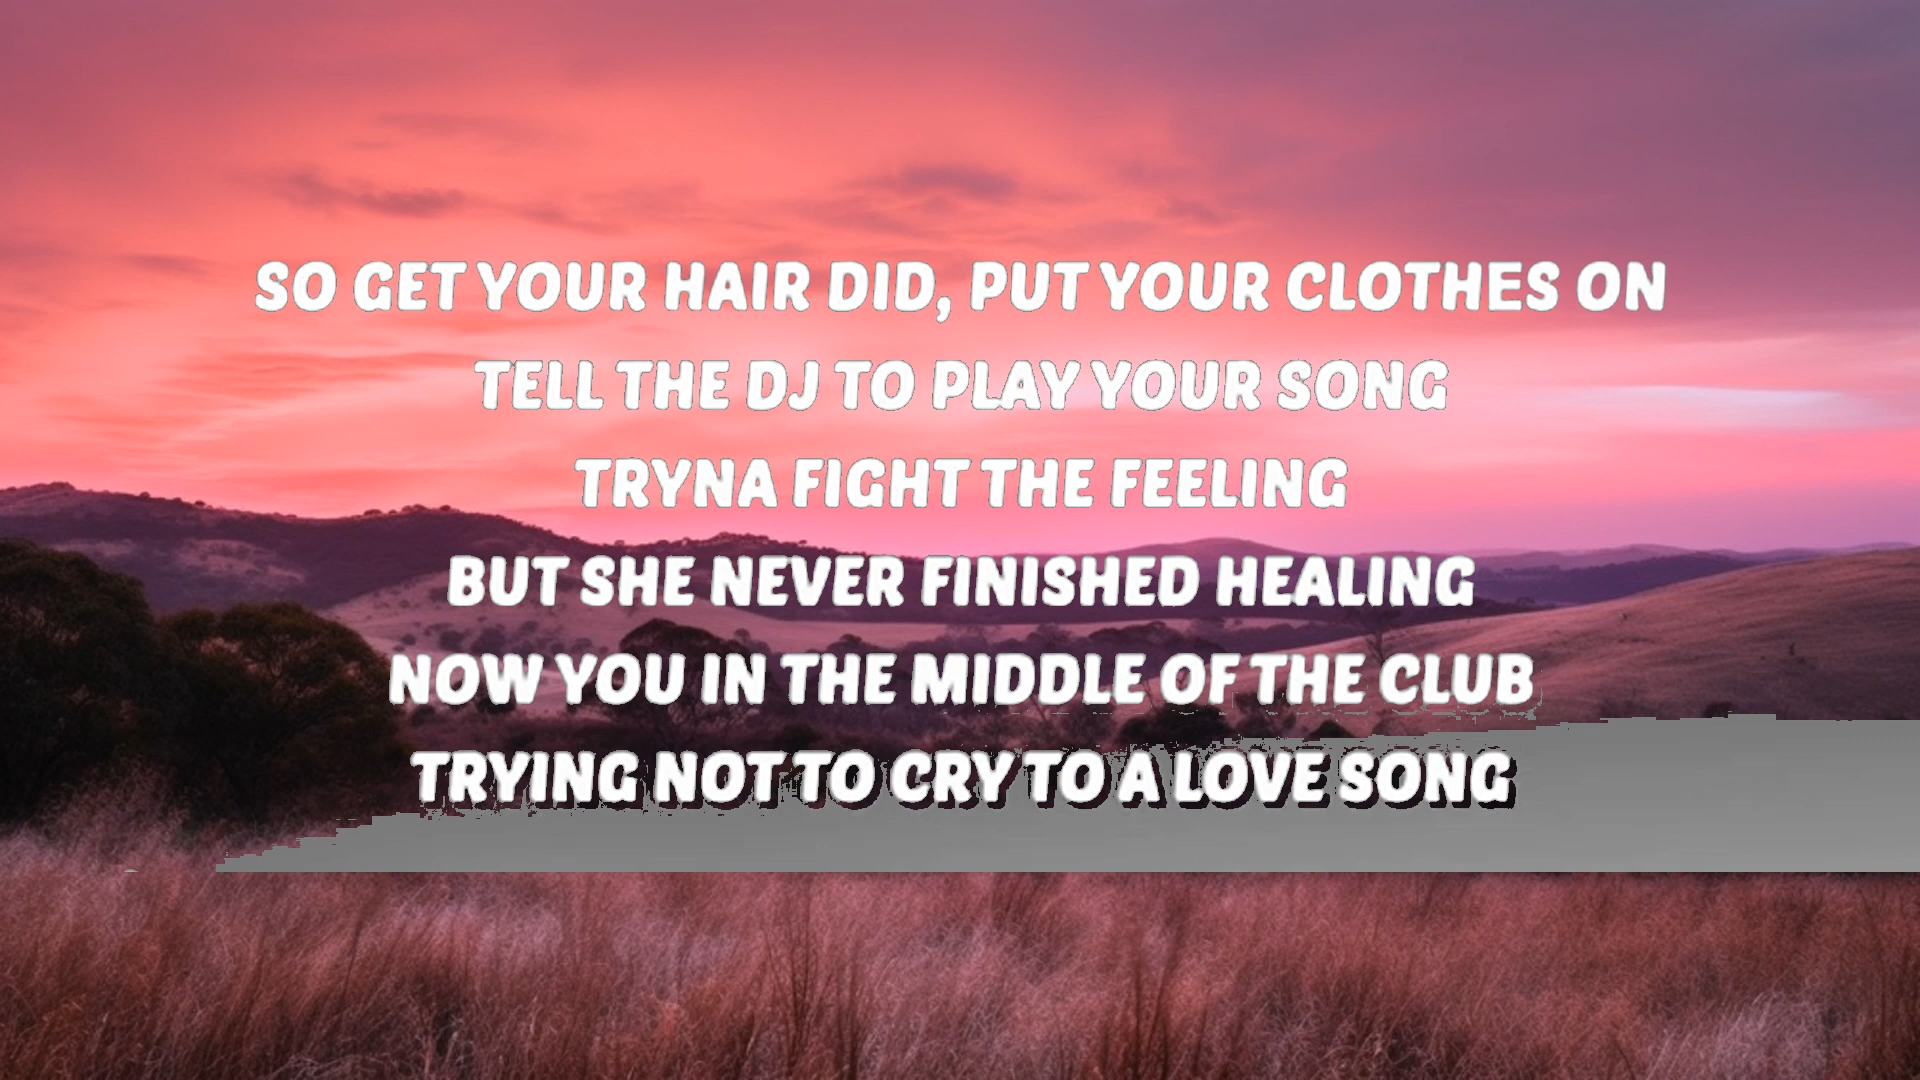 SO GET YOUR HAIR DID, PUT YOUR CLOTHES ON
TELL THE DJ TO PLAY YOUR SONG
TRYNA FIGHT THE FEELING
BUT SHE NEVER FINISHED HEALING
NOW YOU IN THE MIDDLE OF THE CLUB
TRYING NOT TO CRY TO A LOVE SONG